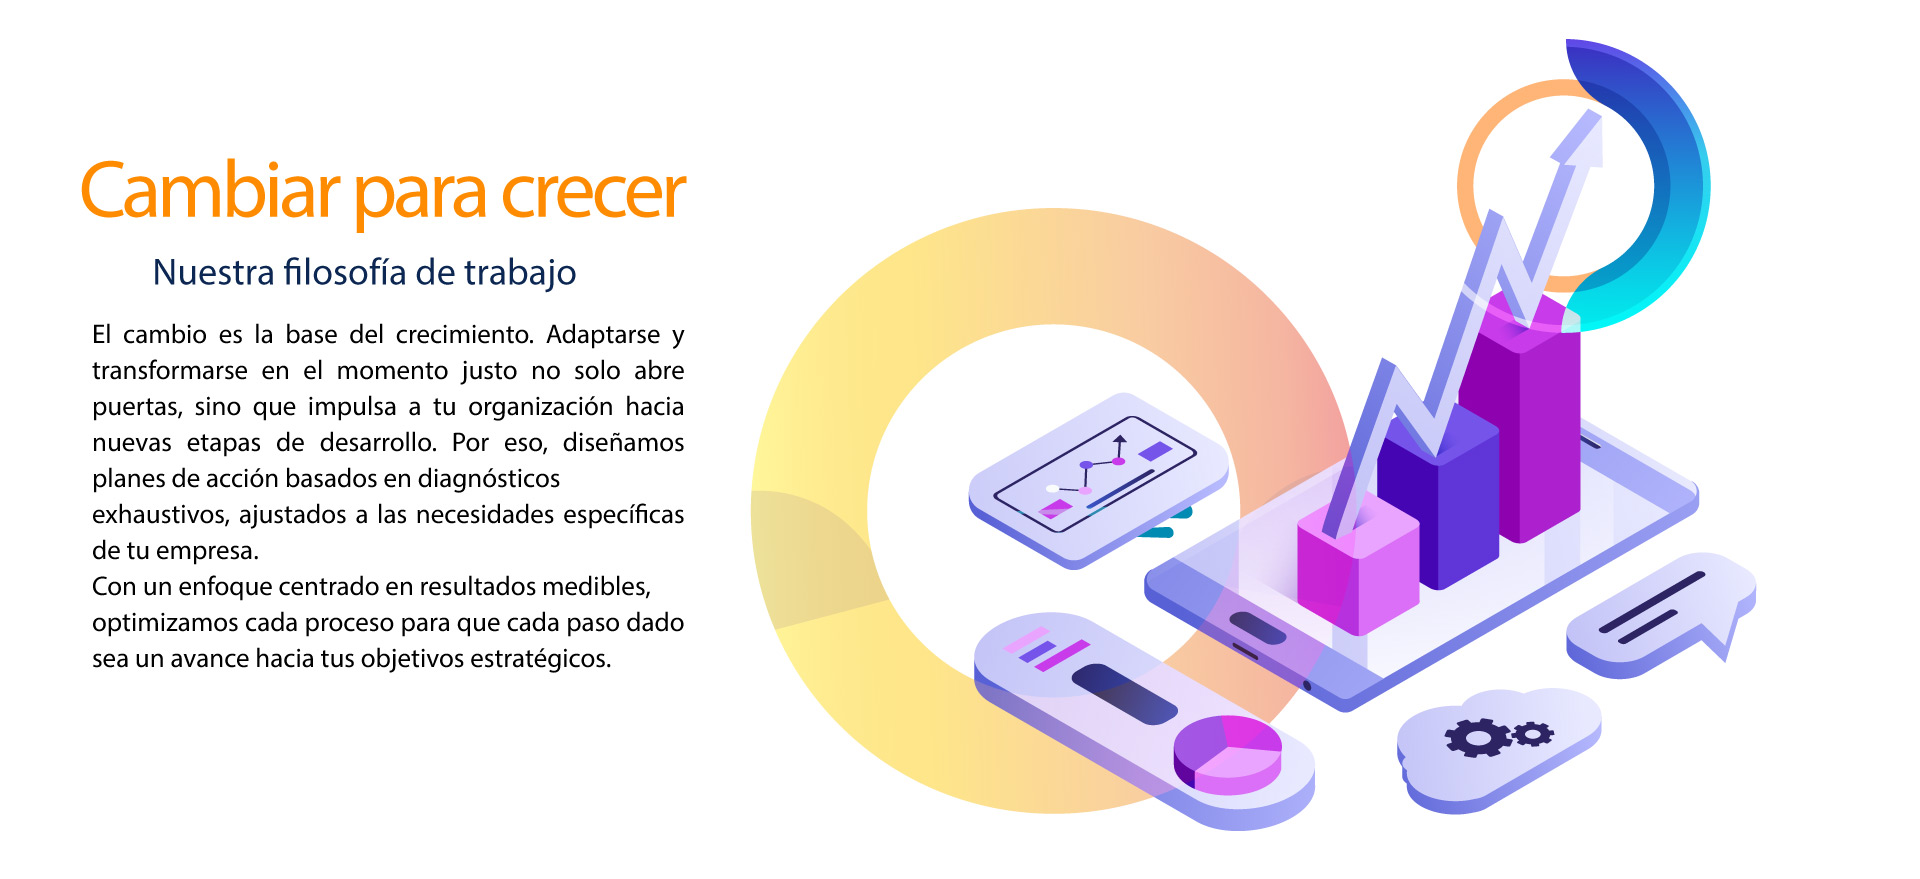 Cambiar para crecer
Nuestra filosofía de trabajo
El cambio es la base del crecimiento. Adaptarse y
transformarse en el momento justo no solo abre
puertas, sino que impulsa a tu organización hacia
nuevas etapas de desarrollo. Por eso, diseñamos
planes de acción basados en diagnósticos
exhaustivos, ajustados a las necesidades específicas
de tu empresa.
Con un enfoque centrado en resultados medibles,
optimizamos cada proceso para que cada paso dado
sea un avance hacia tus objetivos estratégicos.